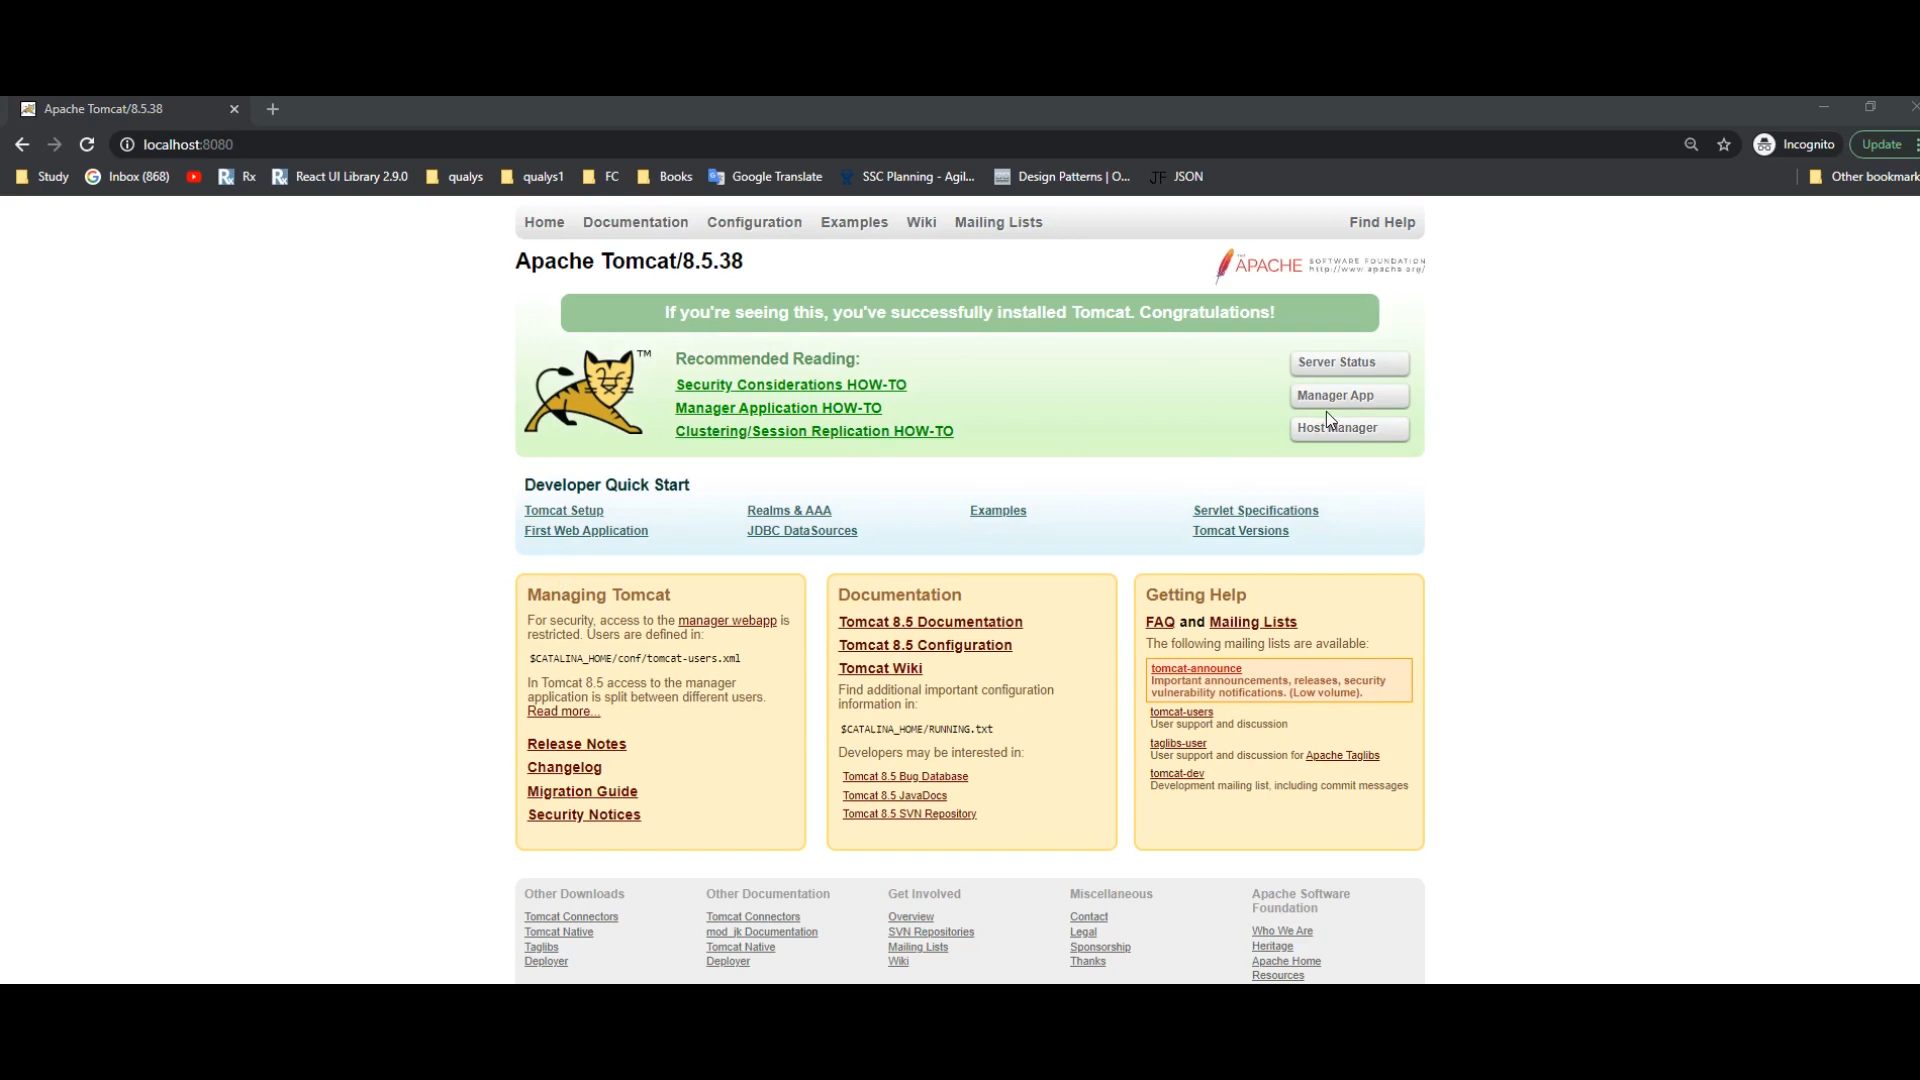 Apache Tomcat/8.5.38
localhost:8080
Incognito
Update
Study
Inbox (868)
Rx
React UI Library 2.9.0
qualys
qualys1
FC
Books
Google Translate
SSC Planning - Agil...
Design Patterns | O...
JF JSON
Other bookmark
Home Documentation Configuration Examples Wiki Mailing Lists Find Help
Apache Tomcat/8.5.38
THE APACHE SOFTWARE FOUNDATION
http://www.apache.org/
If you're seeing this, you've successfully installed Tomcat. Congratulations!
TM
Recommended Reading:
Security Considerations HOW-TO
Manager Application HOW-TO
Clustering/Session Replication HOW-TO
Server Status
Manager App
Host Manager
Developer Quick Start
Tomcat Setup
First Web Application
Realms & AAA
JDBC DataSources
Examples
Servlet Specifications
Tomcat Versions
Managing Tomcat
For security, access to the manager webapp is
restricted. Users are defined in:
$CATALINA_HOME/conf/tomcat-users.xml
In Tomcat 8.5 access to the manager
application is split between different users.
Read more...
Release Notes
Changelog
Migration Guide
Security Notices
Documentation
Tomcat 8.5 Documentation
Tomcat 8.5 Configuration
Tomcat Wiki
Find additional important configuration
information in:
$CATALINA_HOME/RUNNING.txt
Developers may be interested in:
Tomcat 8.5 Bug Database
Tomcat 8.5 JavaDocs
Tomcat 8.5 SVN Repository
Getting Help
FAQ and Mailing Lists
The following mailing lists are available:
tomcat-announce
Important announcements, releases, security
vulnerability notifications. (Low volume).
tomcat-users
User support and discussion
taglibs-user
User support and discussion for Apache Taglibs
tomcat-dev
Development mailing list, including commit messages
Other Downloads
Tomcat Connectors
Tomcat Native
Taglibs
Deployer
Other Documentation
Tomcat Connectors
mod_jk Documentation
Tomcat Native
Deployer
Get Involved
Overview
SVN Repositories
Mailing Lists
Wiki
Miscellaneous
Contact
Legal
Sponsorship
Thanks
Apache Software
Foundation
Who We Are
Heritage
Apache Home
Resources